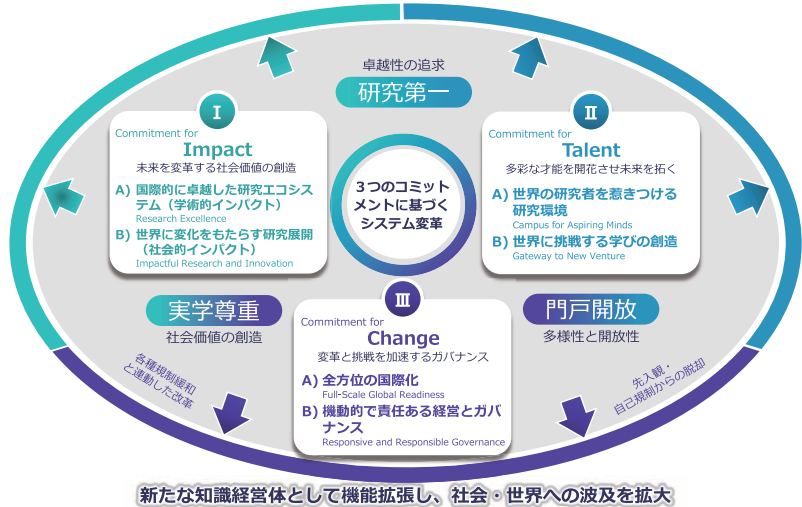 卓越性の追求
研究第一
Ⅰ
Commitment for
Impact
未来を変革する社会価値の創造
A) 国際的に卓越した研究エコシス
テム（学術的インパクト）
Research Excellence
B) 世界に変化をもたらす研究展開
（社会的インパクト）
Impactful Research and Innovation
３つのコミット
メントに基づく
システム変革
Ⅱ
Commitment for
Talent
多彩な才能を開花させ未来を拓く
A) 世界の研究者を惹きつける
研究環境
Campus for Aspiring Minds
B) 世界に挑戦する学びの創造
Gateway to New Venture
実学尊重
社会価値の創造
Ⅲ
Commitment for
Change
変革と挑戦を加速するガバナンス
A) 全方位の国際化
Full-Scale Global Readiness
B) 機動的で責任ある経営とガバ
ナンス
Responsive and Responsible Governance
門戸開放
多様性と開放性
各種規制緩和
と連動した改革
先入観・
自己規制からの脱却
新たな知識経営体として機能拡張し、社会・世界への波及を拡大